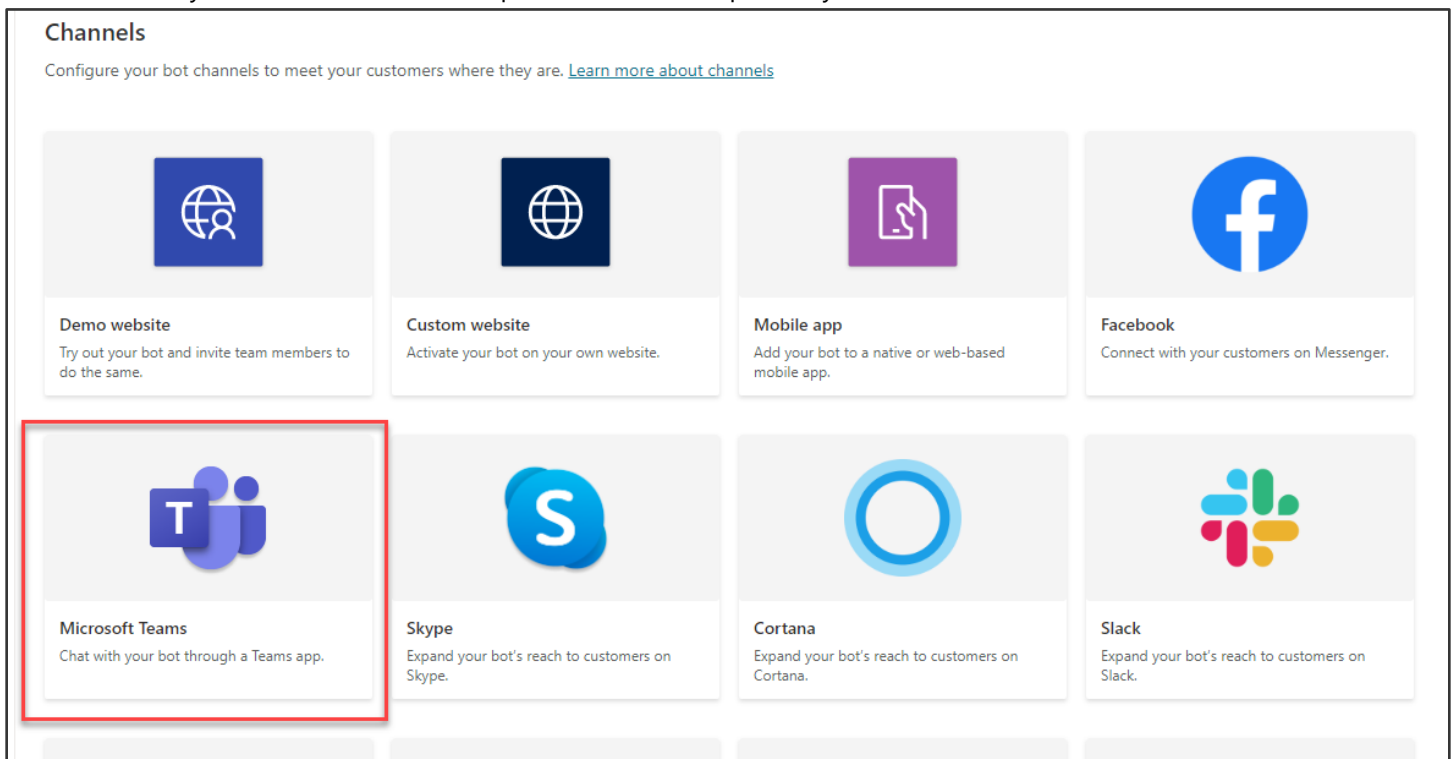 Channels
Configure your bot channels to meet your customers where they are. Learn more about channels
Demo website
Try out your bot and invite team members to
do the same.
Custom website
Activate your bot on your own website.
Mobile app
Add your bot to a native or web-based
mobile app.
Facebook
Connect with your customers on Messenger.
T
Microsoft Teams
Chat with your bot through a Teams app.
S
Skype
Expand your bot's reach to customers on
Skype.
Cortana
Expand your bot's reach to customers on
Cortana.
Slack
Expand your bot's reach to customers on
Slack.